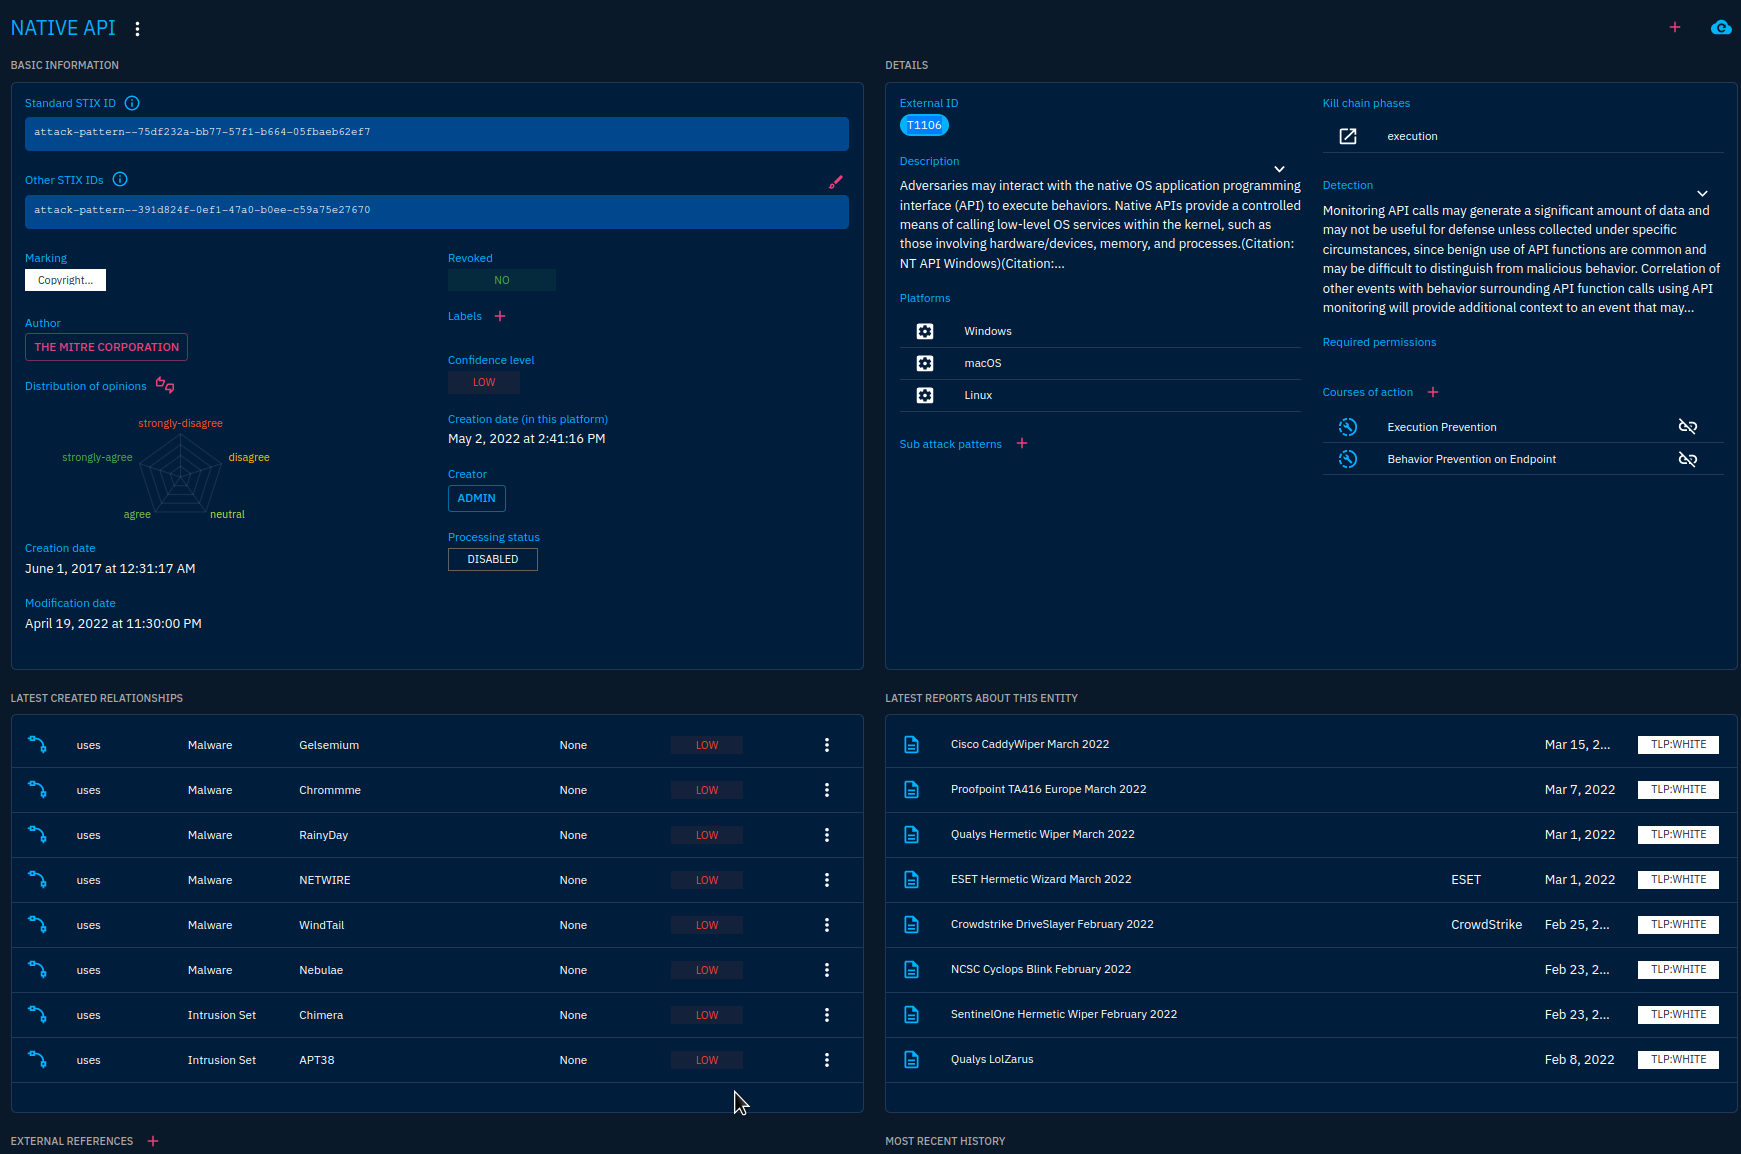 NATIVE API
BASIC INFORMATION
Standard STIX ID
attack-pattern--75df232a-bb77-57f1-b664-05fbaeb62ef7
Other STIX IDs
attack-pattern--391d824f-0ef1-47a0-b0ee-c59a75e27670
Marking
Copyright...
Author
THE MITRE CORPORATION
Distribution of opinions
strongly-disagree
strongly-agree
disagree
agree
neutral
Creation date
June 1, 2017 at 12:31:17 AM
Modification date
April 19, 2022 at 11:30:00 PM
Revoked
NO
Labels
Confidence level
LOW
Creation date (in this platform)
May 2, 2022 at 2:41:16 PM
Creator
ADMIN
Processing status
DISABLED
DETAILS
External ID
T1106
Description
Adversaries may interact with the native OS application programming
interface (API) to execute behaviors. Native APIs provide a controlled
means of calling low-level OS services within the kernel, such as
those involving hardware/devices, memory, and processes.(Citation:
NT API Windows)(Citation:...
Platforms
Windows
macOS
Linux
Sub attack patterns
Kill chain phases
execution
Detection
Monitoring API calls may generate a significant amount of data and
may not be useful for defense unless collected under specific
circumstances, since benign use of API functions are common and
may be difficult to distinguish from malicious behavior. Correlation of
other events with behavior surrounding API function calls using API
monitoring will provide additional context to an event that may...
Required permissions
Courses of action
Execution Prevention
Behavior Prevention on Endpoint
LATEST CREATED RELATIONSHIPS
uses Malware Gelsemium None LOW
uses Malware Chrommme None LOW
uses Malware RainyDay None LOW
uses Malware NETWIRE None LOW
uses Malware WindTail None LOW
uses Malware Nebulae None LOW
uses Intrusion Set Chimera None LOW
uses Intrusion Set APT38 None LOW
LATEST REPORTS ABOUT THIS ENTITY
Cisco CaddyWiper March 2022 Mar 15, 2... TLP:WHITE
Proofpoint TA416 Europe March 2022 Mar 7, 2022 TLP:WHITE
Qualys Hermetic Wiper March 2022 Mar 1, 2022 TLP:WHITE
ESET Hermetic Wizard March 2022 ESET Mar 1, 2022 TLP:WHITE
Crowdstrike DriveSlayer February 2022 CrowdStrike Feb 25, 2... TLP:WHITE
NCSC Cyclops Blink February 2022 Feb 23, 2... TLP:WHITE
SentinelOne Hermetic Wiper February 2022 Feb 23, 2... TLP:WHITE
Qualys LolZarus Feb 8, 2022 TLP:WHITE
EXTERNAL REFERENCES
MOST RECENT HISTORY